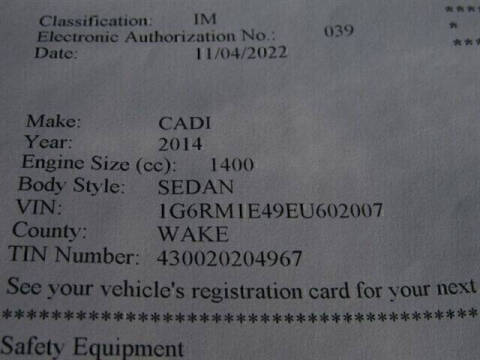 Classification: IM ****
Electronic Authorization No.: 039 *
Date: 11/04/2022 ***
Make: CADI
Year: 2014
Engine Size (cc): 1400
Body Style: SEDAN
VIN: 1G6RM1E49EU602007
County: WAKE
TIN Number: 430020204967
See your vehicle's registration card for your next
******************************************
Safety Equipment